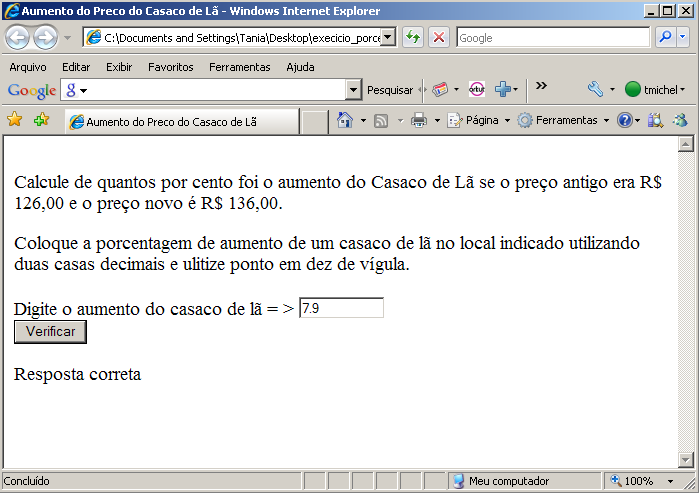 Aumento do Preco do Casaco de Lã - Windows Internet Explorer
C:\Documents and Settings\Tania\Desktop\execicio_porce
Google
Arquivo Editar Exibir Favoritos Ferramentas Ajuda
Google g Pesquisar ortut » tmichel
Aumento do Preco do Casaco de Lã Página Ferramentas
Calcule de quantos por cento foi o aumento do Casaco de Lã se o preço antigo era R$
126,00 e o preço novo é R$ 136,00.
Coloque a porcentagem de aumento de um casaco de lã no local indicado utilizando
duas casas decimais e ulitize ponto em dez de vígula.
Digite o aumento do casaco de lã = > 7.9
Verificar
Resposta correta
Concluído Meu computador 100%